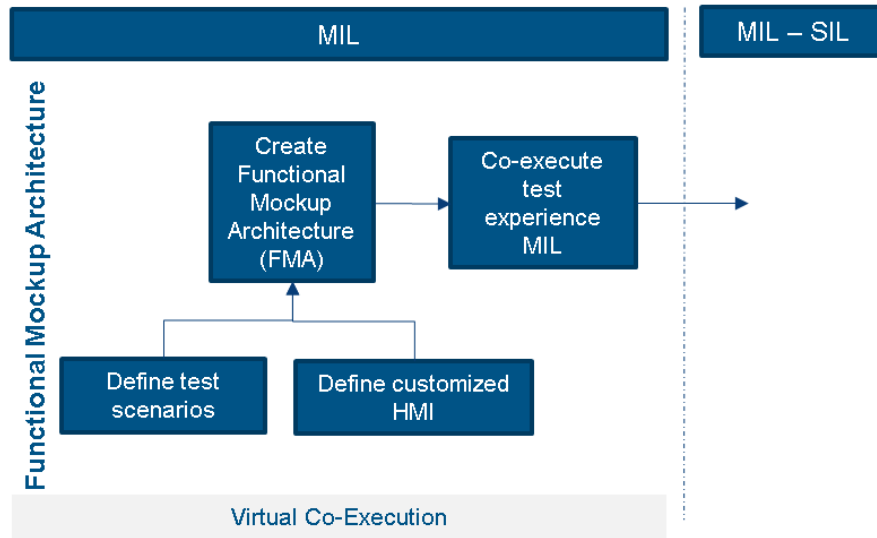 MIL
MIL – SIL
Functional Mockup Architecture
Create
Functional
Mockup
Architecture
(FMA)
Co-execute
test
experience
MIL
Define test
scenarios
Define customized
HMI
Virtual Co-Execution